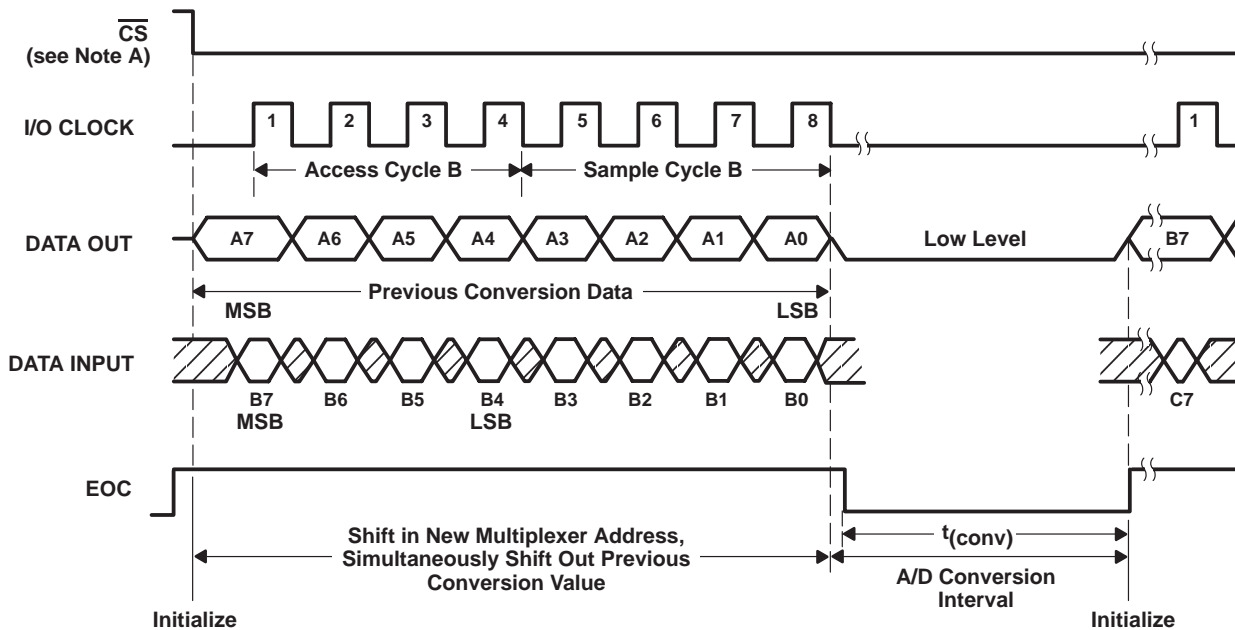 CS
(see Note A)
I/O CLOCK
1 2 3 4 5 6 7 8 1
Access Cycle B Sample Cycle B
DATA OUT
A7 A6 A5 A4 A3 A2 A1 A0 Low Level B7
Previous Conversion Data
MSB LSB
DATA INPUT
B7 B6 B5 B4 B3 B2 B1 B0 C7
MSB LSB
EOC
Shift in New Multiplexer Address,
Simultaneously Shift Out Previous
Conversion Value
t(conv)
A/D Conversion
Interval
Initialize Initialize